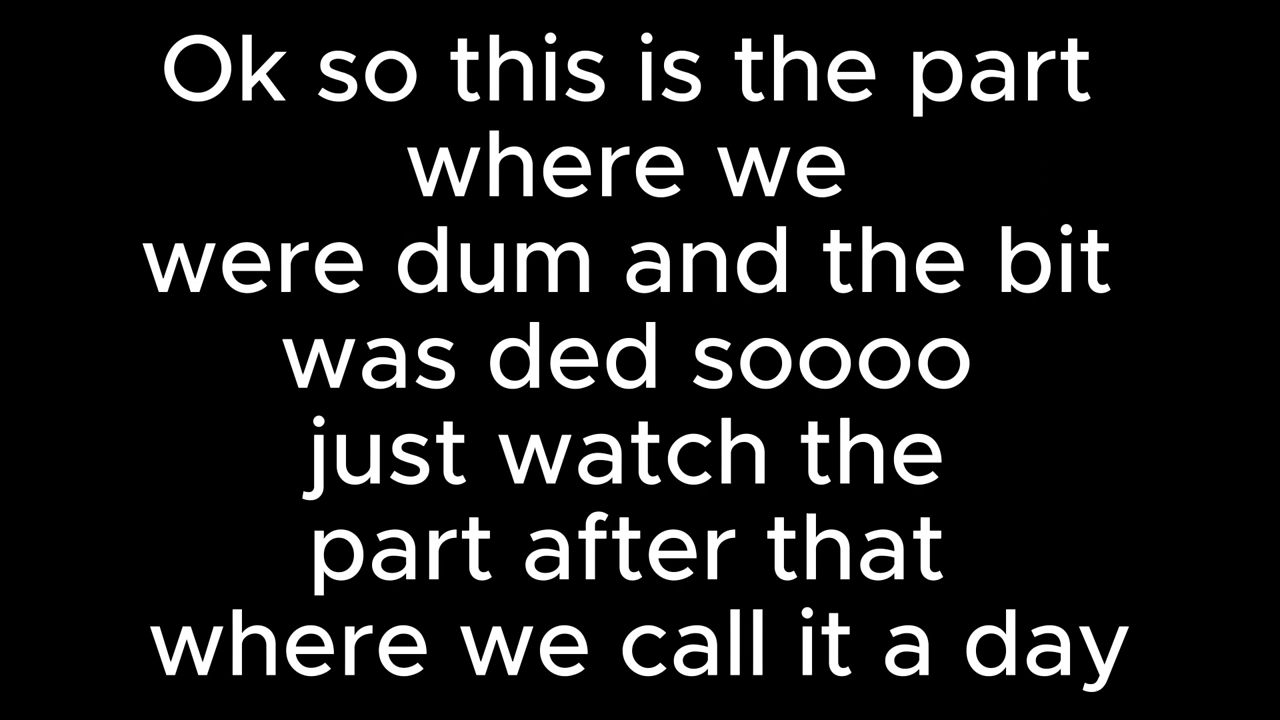 Ok so this is the part
where we
were dum and the bit
was ded soooo
just watch the
part after that
where we call it a day